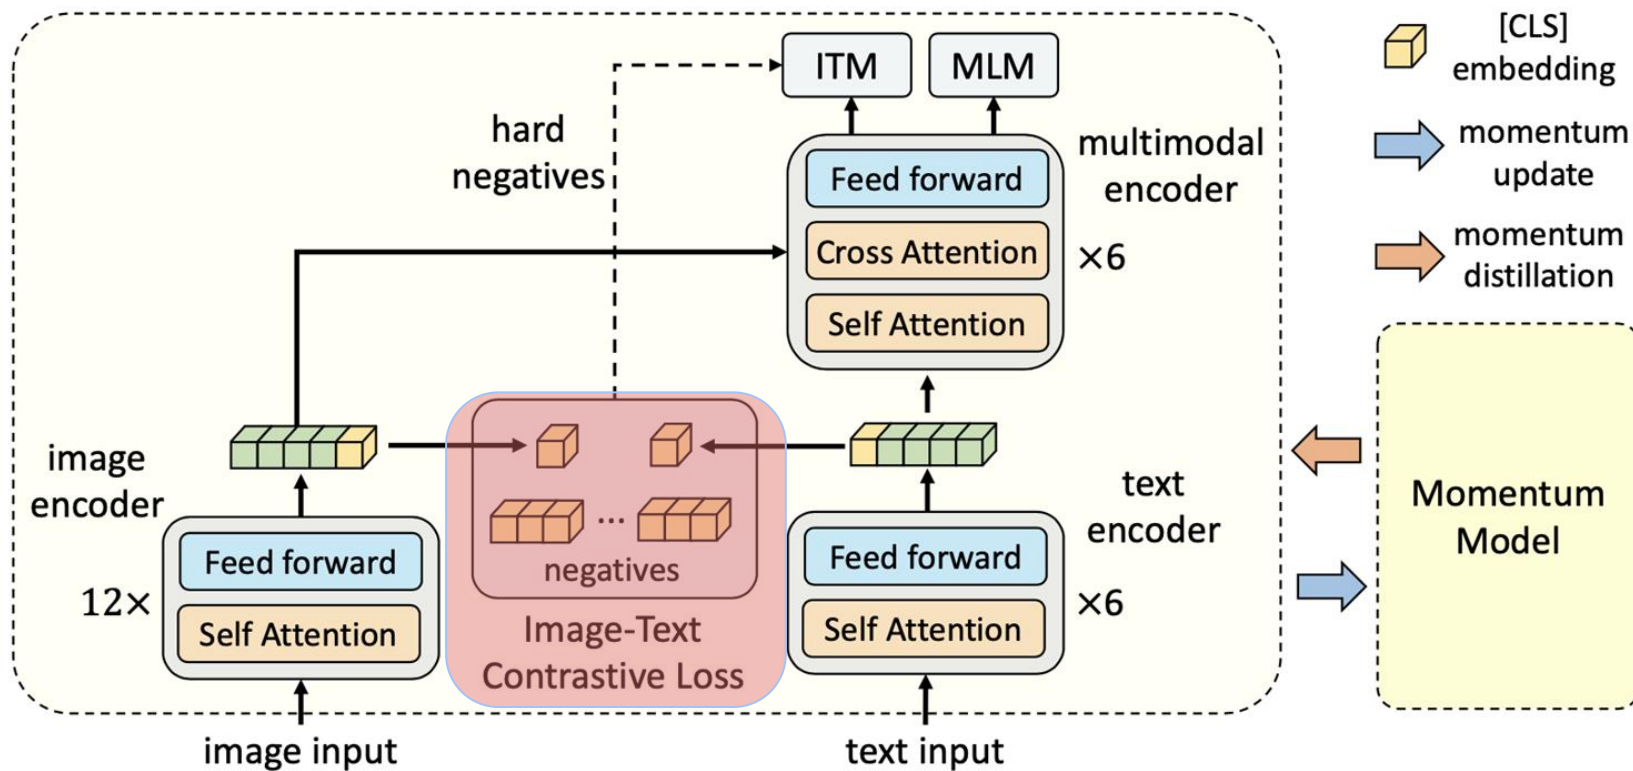 ITM
MLM
[CLS]
embedding
hard
negatives
multimodal
encoder
momentum
update
Feed forward
Cross Attention
×6
Self Attention
momentum
distillation
image
encoder
12×
Feed forward
Self Attention
...
negatives
Image-Text
Contrastive Loss
text
encoder
Feed forward
×6
Self Attention
Momentum
Model
image input
text input